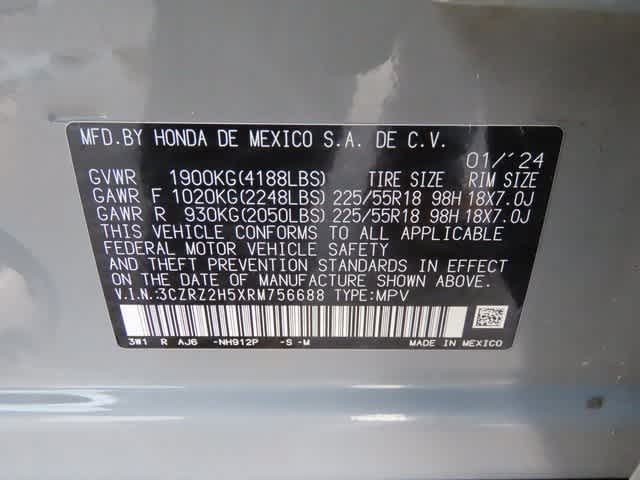 MFD.BY HONDA DE MEXICO S.A. DE C.V.
01/'24
GVWR 1900KG(4188LBS) TIRE SIZE RIM SIZE
GAWR F 1020KG(2248LBS) 225/55R18 98H 18X7.0J
GAWR R 930KG(2050LBS) 225/55R18 98H 18X7.0J
THIS VEHICLE CONFORMS TO ALL APPLICABLE
FEDERAL MOTOR VEHICLE SAFETY
AND THEFT PREVENTION STANDARDS IN EFFECT
ON THE DATE OF MANUFACTURE SHOWN ABOVE.
V.I.N.:3CZRZ2H5XRM756688 TYPE:MPV
3W1 R AJ6 -NH912P -S -M MADE IN MEXICO